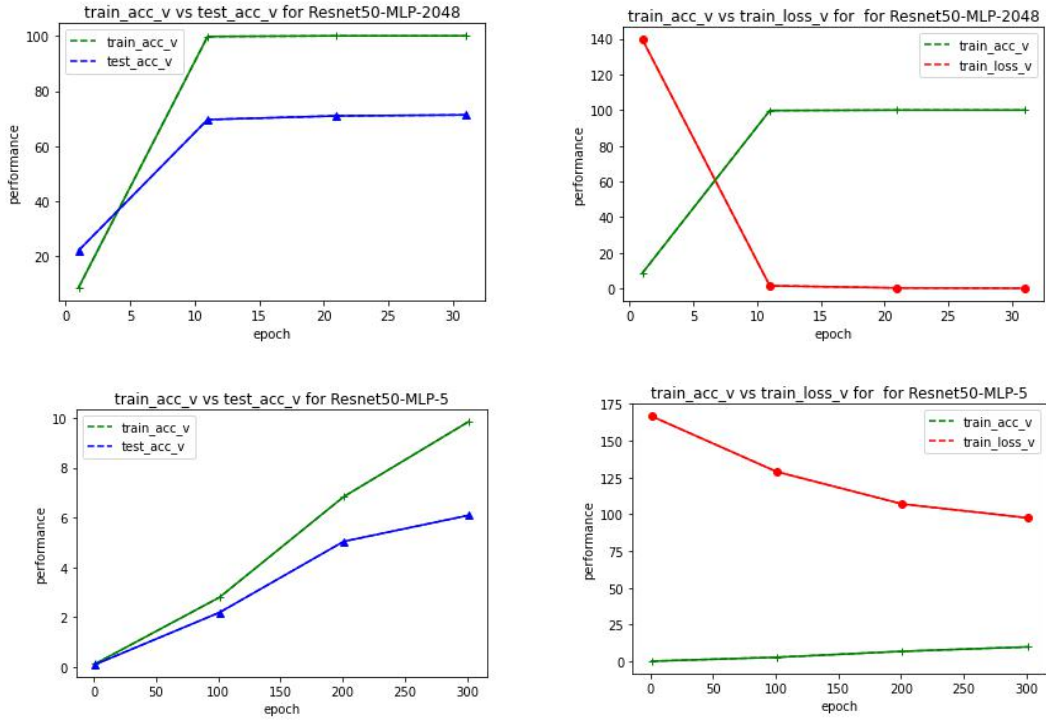 train_acc_v vs test_acc_v for Resnet50-MLP-2048
100
80
60
40
20
performance
train_acc_v
test_acc_v
0
5
10
15
20
25
30
epoch
train_acc_v vs train_loss_v for  for Resnet50-MLP-2048
140
120
100
80
60
40
20
0
performance
train_acc_v
train_loss_v
0
5
10
15
20
25
30
epoch
train_acc_v vs test_acc_v for Resnet50-MLP-5
10
8
6
4
2
0
performance
train_acc_v
test_acc_v
0
50
100
150
200
250
300
epoch
train_acc_v vs train_loss_v for  for Resnet50-MLP-5
175
150
125
100
75
50
25
0
performance
train_acc_v
train_loss_v
0
50
100
150
200
250
300
epoch